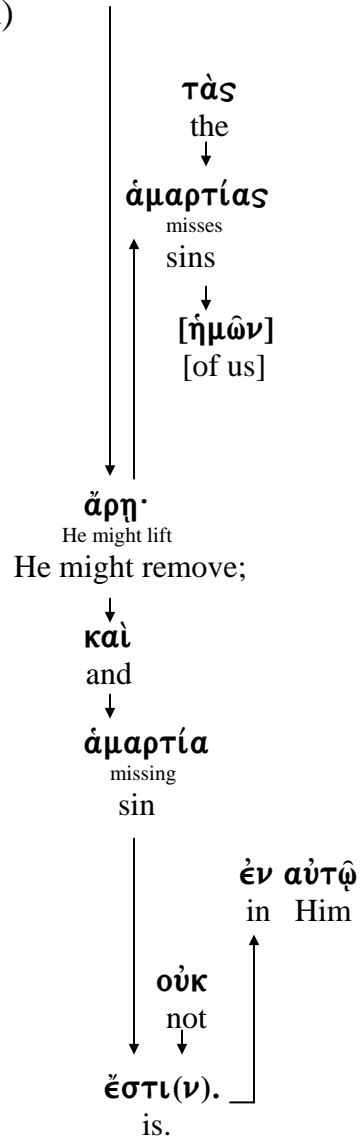 )
τὰς
the
ἁμαρτίας
misses
sins
[ἡμῶν]
[of us]
ἄρῃ·
He might lift
He might remove;
καὶ
and
ἁμαρτία
missing
sin
ἐν αὐτῷ
in Him
οὐκ
not
ἔστι(ν).
is.